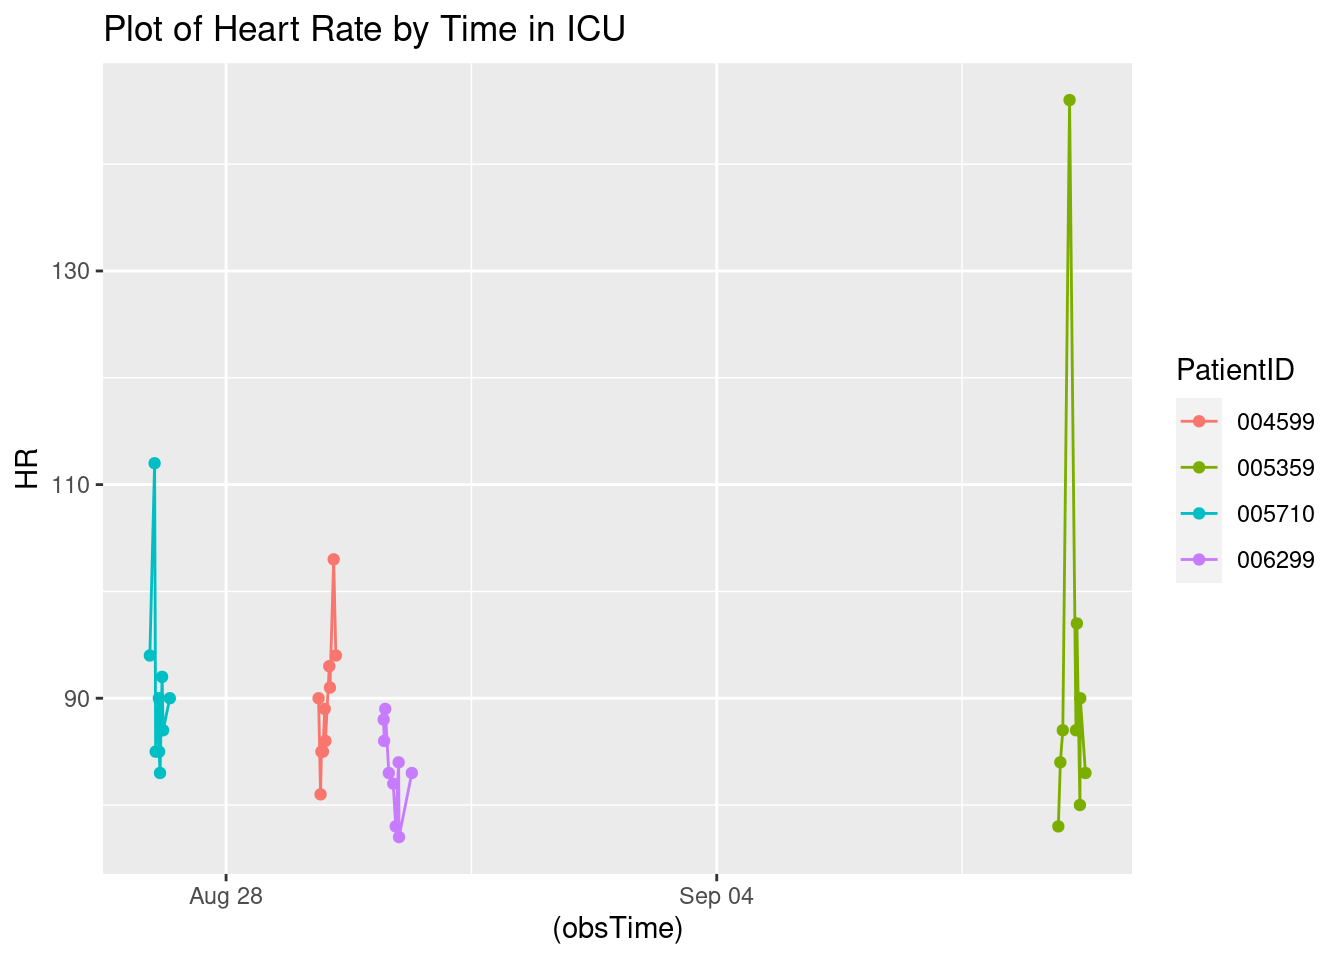 Plot of Heart Rate by Time in ICU
130
110
90
HR
Aug 28
Sep 04
(obsTime)
PatientID
004599
005359
005710
006299